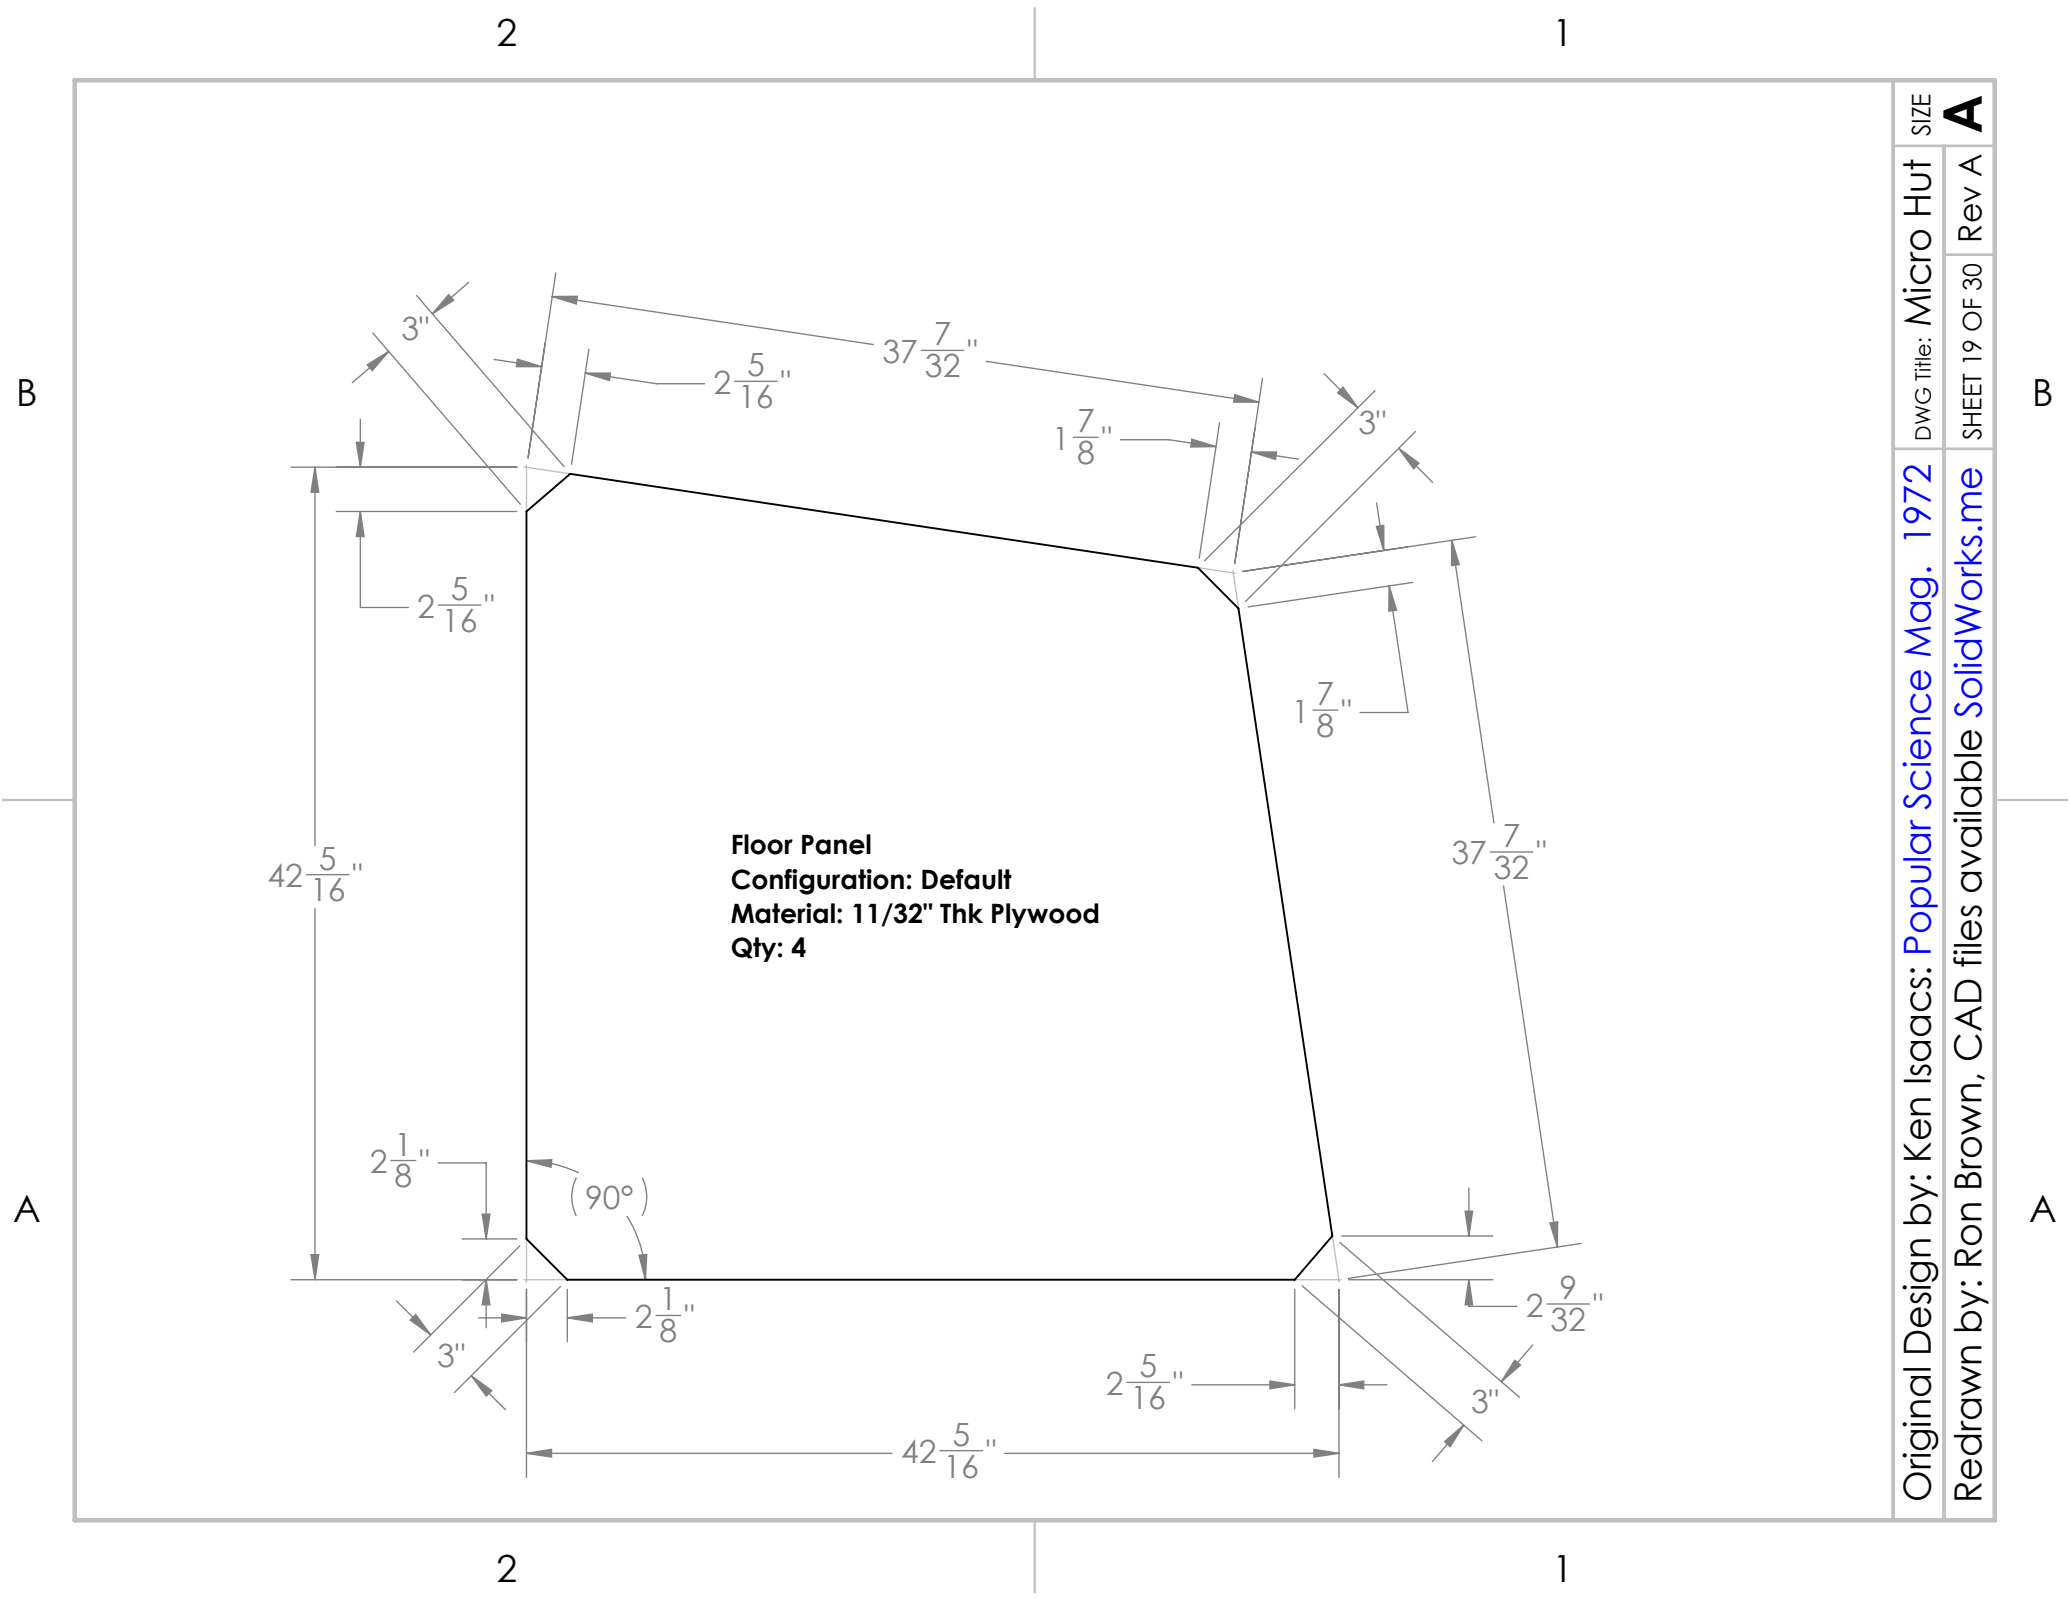 2
1
SIZE
A
DWG Title: Micro Hut
Rev A
SHEET 19 OF 30
Original Design by: Ken Isaacs: Popular Science Mag. 1972
Redrawn by: Ron Brown, CAD files available SolidWorks.me
B
B
3"
37 7/32"
2 5/16"
1 7/8"
3"
2 5/16"
1 7/8"
42 5/16"
37 7/32"
Floor Panel
Configuration: Default
Material: 11/32" Thk Plywood
Qty: 4
2 1/8"
(90°)
A
A
2 1/8"
3"
2 9/32"
2 5/16"
3"
42 5/16"
2
1